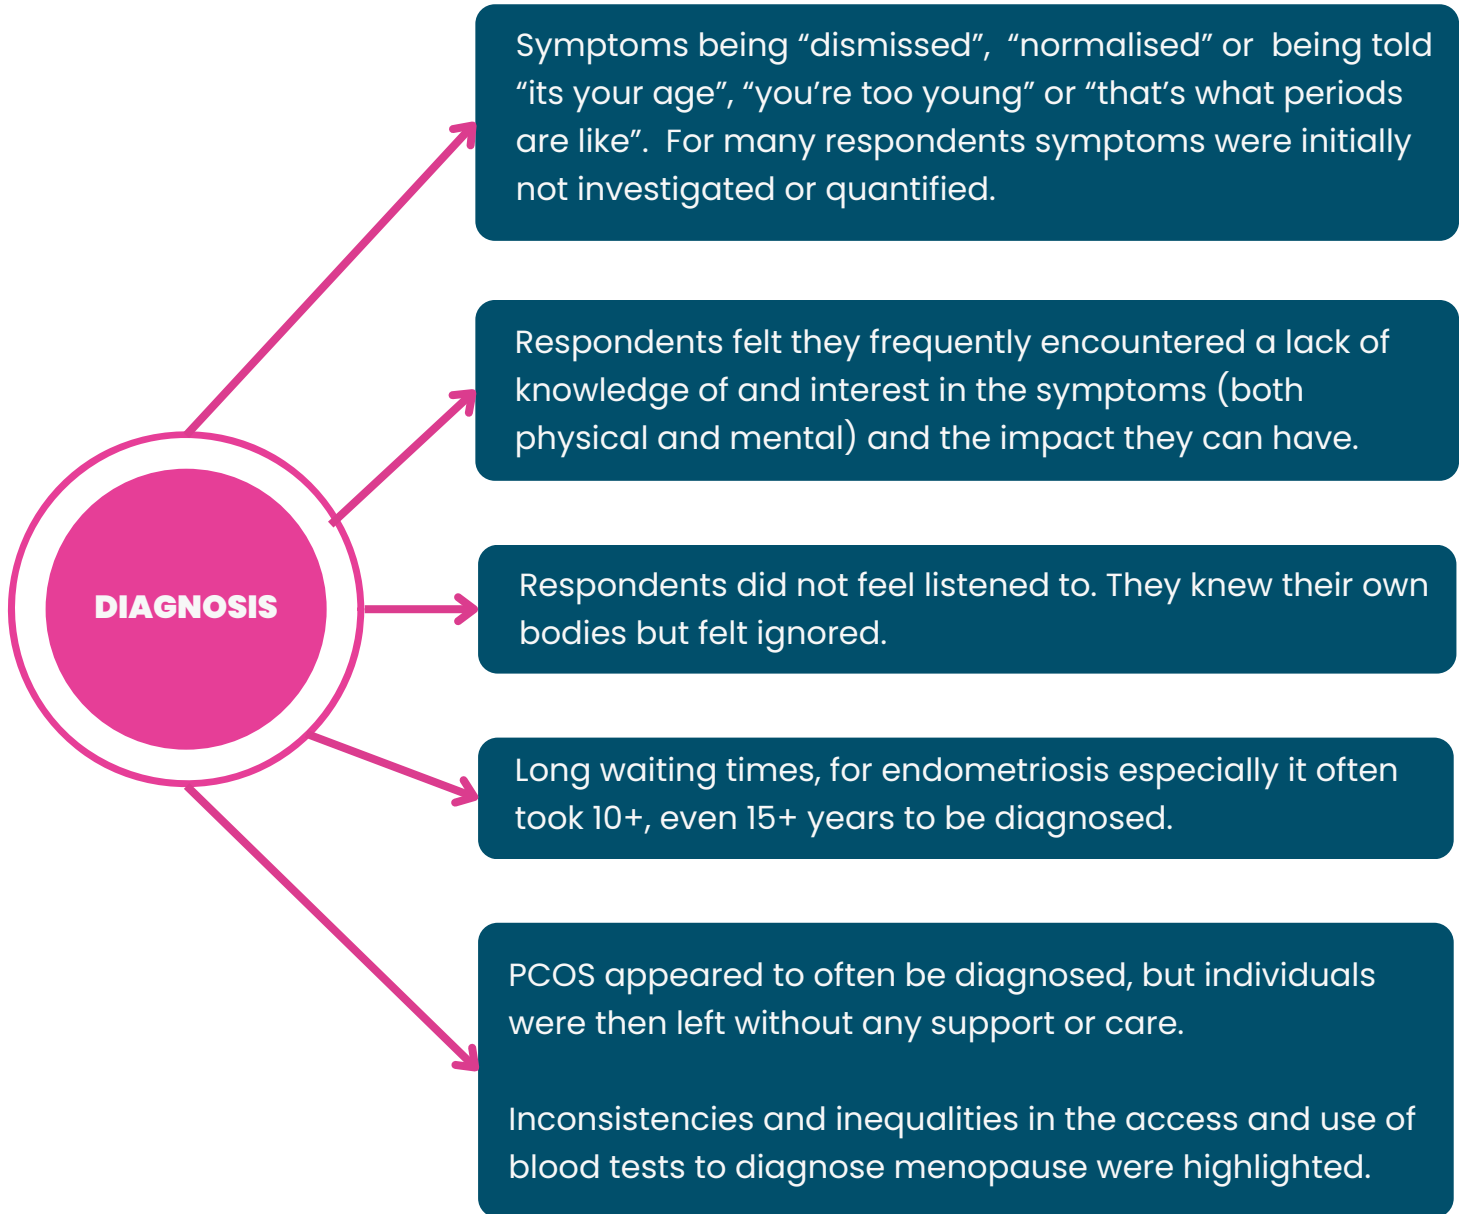 Symptoms being “dismissed”,  “normalised” or  being told
“its your age”, “you’re too young” or “that’s what periods
are like”.  For many respondents symptoms were initially
not investigated or quantified.
Respondents felt they frequently encountered a lack of
knowledge of and interest in the symptoms (both
physical and mental) and the impact they can have.
DIAGNOSIS
Respondents did not feel listened to. They knew their own
bodies but felt ignored.
Long waiting times, for endometriosis especially it often
took 10+, even 15+ years to be diagnosed.
PCOS appeared to often be diagnosed, but individuals
were then left without any support or care.
Inconsistencies and inequalities in the access and use of
blood tests to diagnose menopause were highlighted.